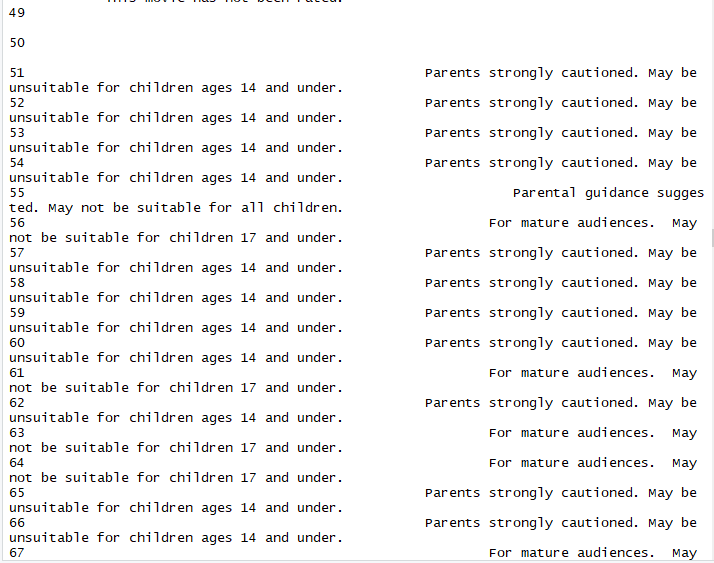 This movie has not been rated.
49
50
51 Parents strongly cautioned. May be
unsuitable for children ages 14 and under.
52 Parents strongly cautioned. May be
unsuitable for children ages 14 and under.
53 Parents strongly cautioned. May be
unsuitable for children ages 14 and under.
54 Parents strongly cautioned. May be
unsuitable for children ages 14 and under.
55 Parental guidance sugges
ted. May not be suitable for all children.
56 For mature audiences.  May
not be suitable for children 17 and under.
57 Parents strongly cautioned. May be
unsuitable for children ages 14 and under.
58 Parents strongly cautioned. May be
unsuitable for children ages 14 and under.
59 Parents strongly cautioned. May be
unsuitable for children ages 14 and under.
60 Parents strongly cautioned. May be
unsuitable for children ages 14 and under.
61 For mature audiences.  May
not be suitable for children 17 and under.
62 Parents strongly cautioned. May be
unsuitable for children ages 14 and under.
63 For mature audiences.  May
not be suitable for children 17 and under.
64 For mature audiences.  May
not be suitable for children 17 and under.
65 Parents strongly cautioned. May be
unsuitable for children ages 14 and under.
66 Parents strongly cautioned. May be
unsuitable for children ages 14 and under.
67 For mature audiences.  May